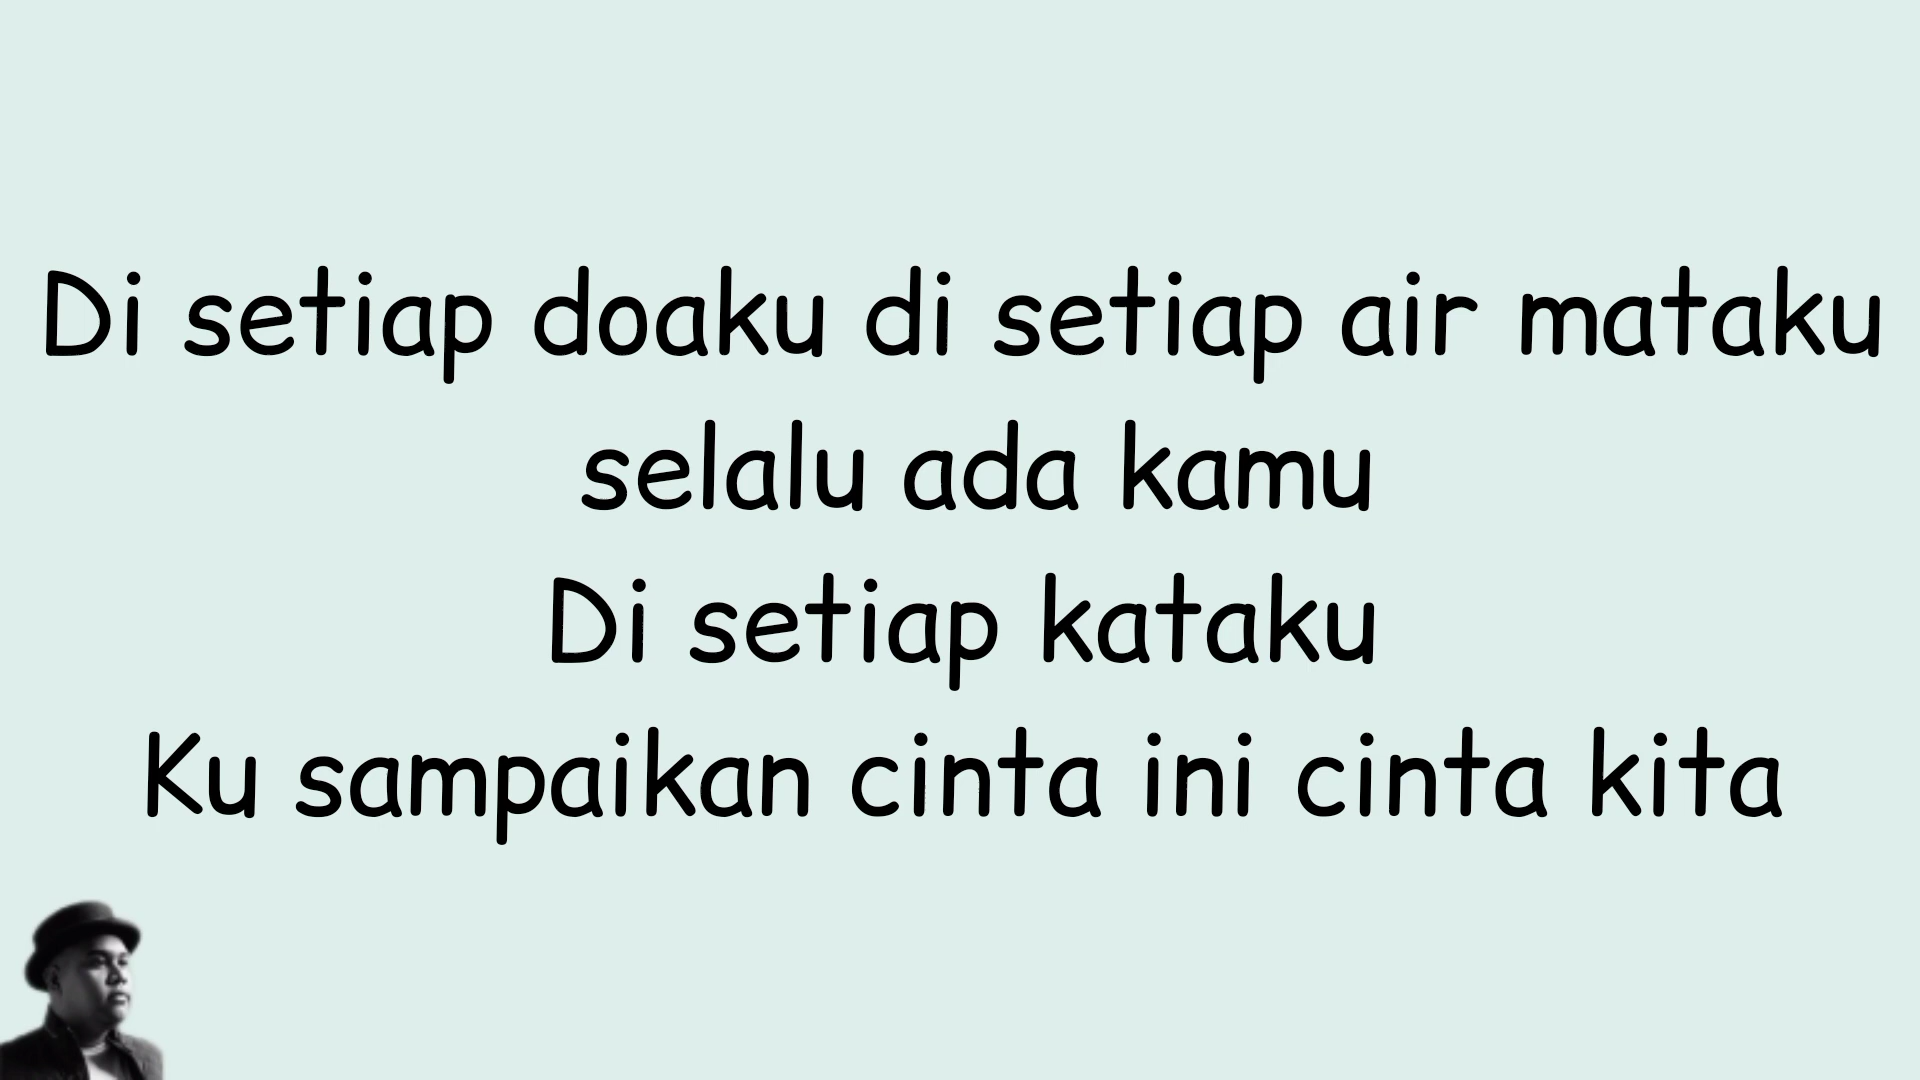 Di setiap doaku di setiap air mataku
selalu ada kamu
Di setiap kataku
Ku sampaikan cinta ini cinta kita